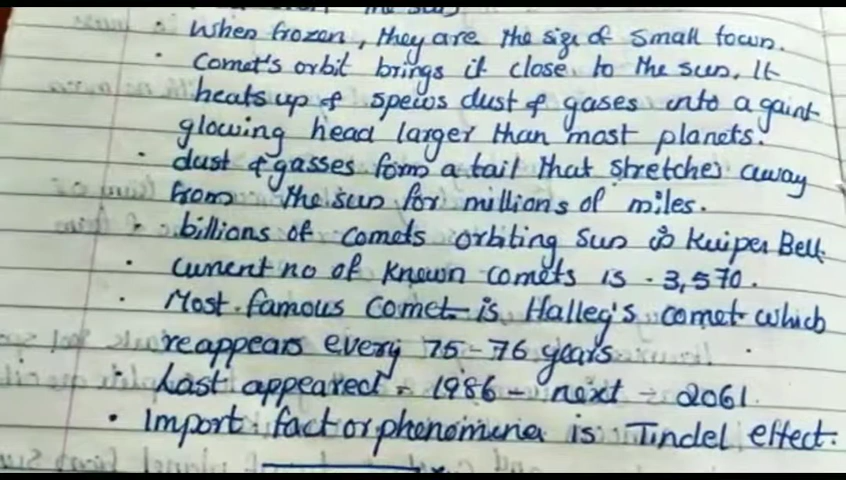 the sun
• When frozen, they are the size of small town.
• Comet's orbit brings it close to the sun. It
heats up & spews dust & gases into a gaint
glowing head larger than most planets.
• dust & gasses form a tail that stretches away
from the sun for millions of miles.
• billions of comets orbiting sun in Kuiper Belt.
• current no of known comets is . 3,570.
• Most famous comet is Halley's comet which
reappears every 75-76 years
• Last appeared - 1986 - next - 2061
• Import. fact or phenomena is Tindel effect.